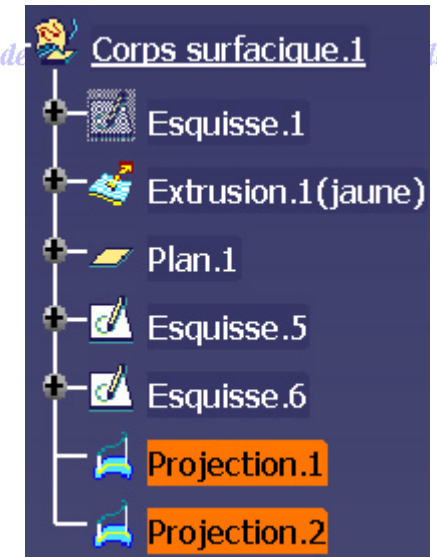 Corps surfacique.1
Esquisse.1
Extrusion.1(jaune)
Plan.1
Esquisse.5
Esquisse.6
Projection.1
Projection.2